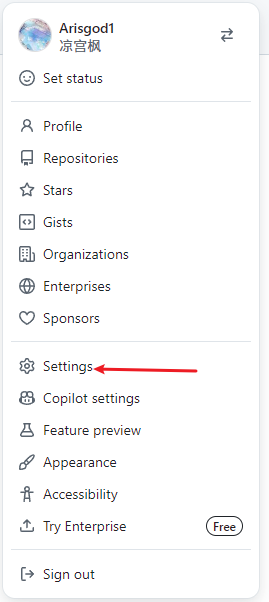 Arisgod1
凉宫枫
Set status
Profile
Repositories
Stars
Gists
Organizations
Enterprises
Sponsors
Settings
Copilot settings
Feature preview
Appearance
Accessibility
Try Enterprise Free
Sign out